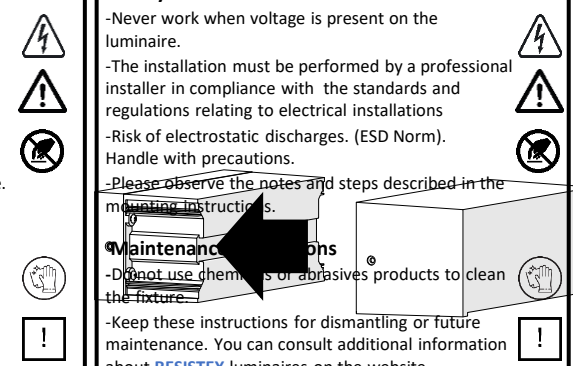 -Never work when voltage is present on the
luminaire.
-The installation must be performed by a professional
installer in compliance with the standards and
regulations relating to electrical installations
-Risk of electrostatic discharges. (ESD Norm).
Handle with precautions.
-Please observe the notes and steps described in the
mounting instructions.
e.
-Do not use chemicals or abrasives products to clean
the fixture.
-Keep these instructions for dismantling or future
maintenance. You can consult additional information
about RESISTEX luminaires on the website